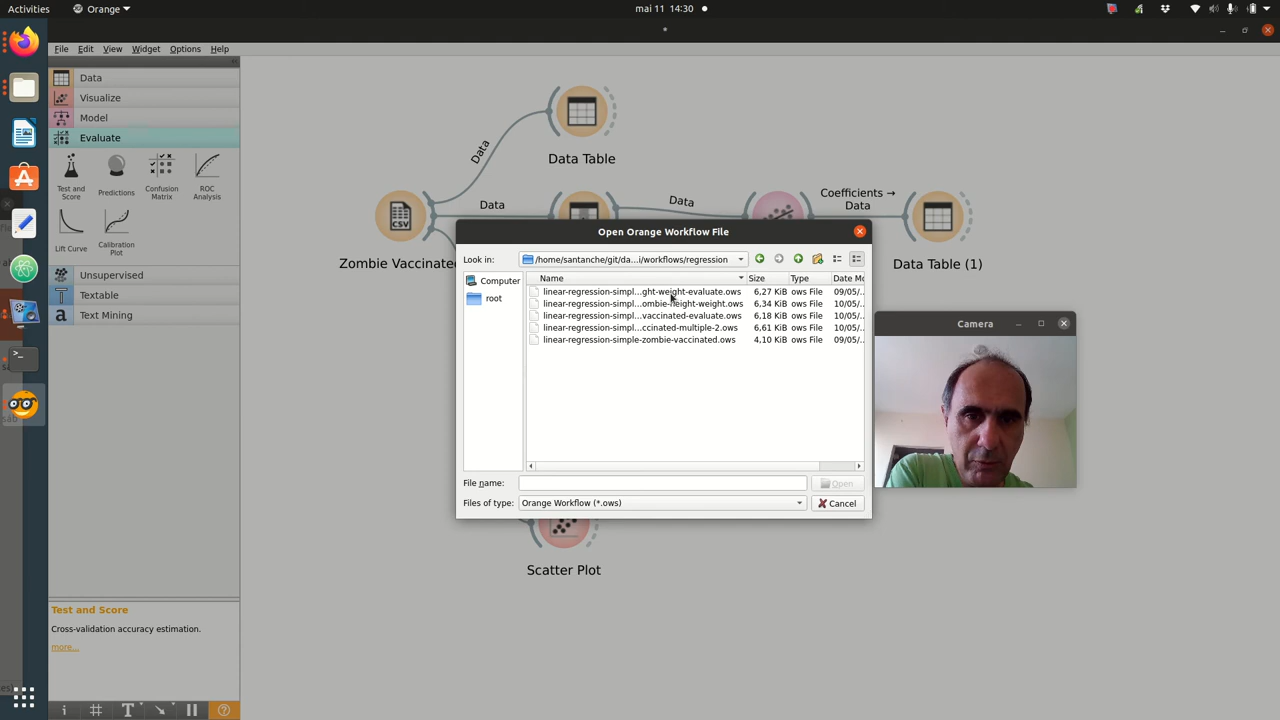 Activities
Orange
mai 11 14:30
File Edit View Widget Options Help
Data
Visualize
Model
Evaluate
Test and Score
Predictions
Confusion Matrix
ROC Analysis
Lift Curve
Calibration Plot
Unsupervised
Textable
Text Mining
Test and Score
Cross-validation accuracy estimation.
more...
Data
Data Table
Data
Data
Coefficients →
Data
Zombie Vaccinated
Data Table (1)
Scatter Plot
Open Orange Workflow File
Look in: /home/santanche/git/da...i/workflows/regression
Computer
root
Name Size Type Date Mo
linear-regression-simpl...ght-weight-evaluate.ows 6,27 KiB ows File 09/05/..
linear-regression-simpl...ombie-height-weight.ows 6,34 KiB ows File 10/05/..
linear-regression-simpl...vaccinated-evaluate.ows 6,18 KiB ows File 10/05/..
linear-regression-simpl...ccinated-multiple-2.ows 6,61 KiB ows File 10/05/..
linear-regression-simple-zombie-vaccinated.ows 4,10 KiB ows File 09/05/..
File name:
Open
Files of type: Orange Workflow (*.ows)
Cancel
Camera